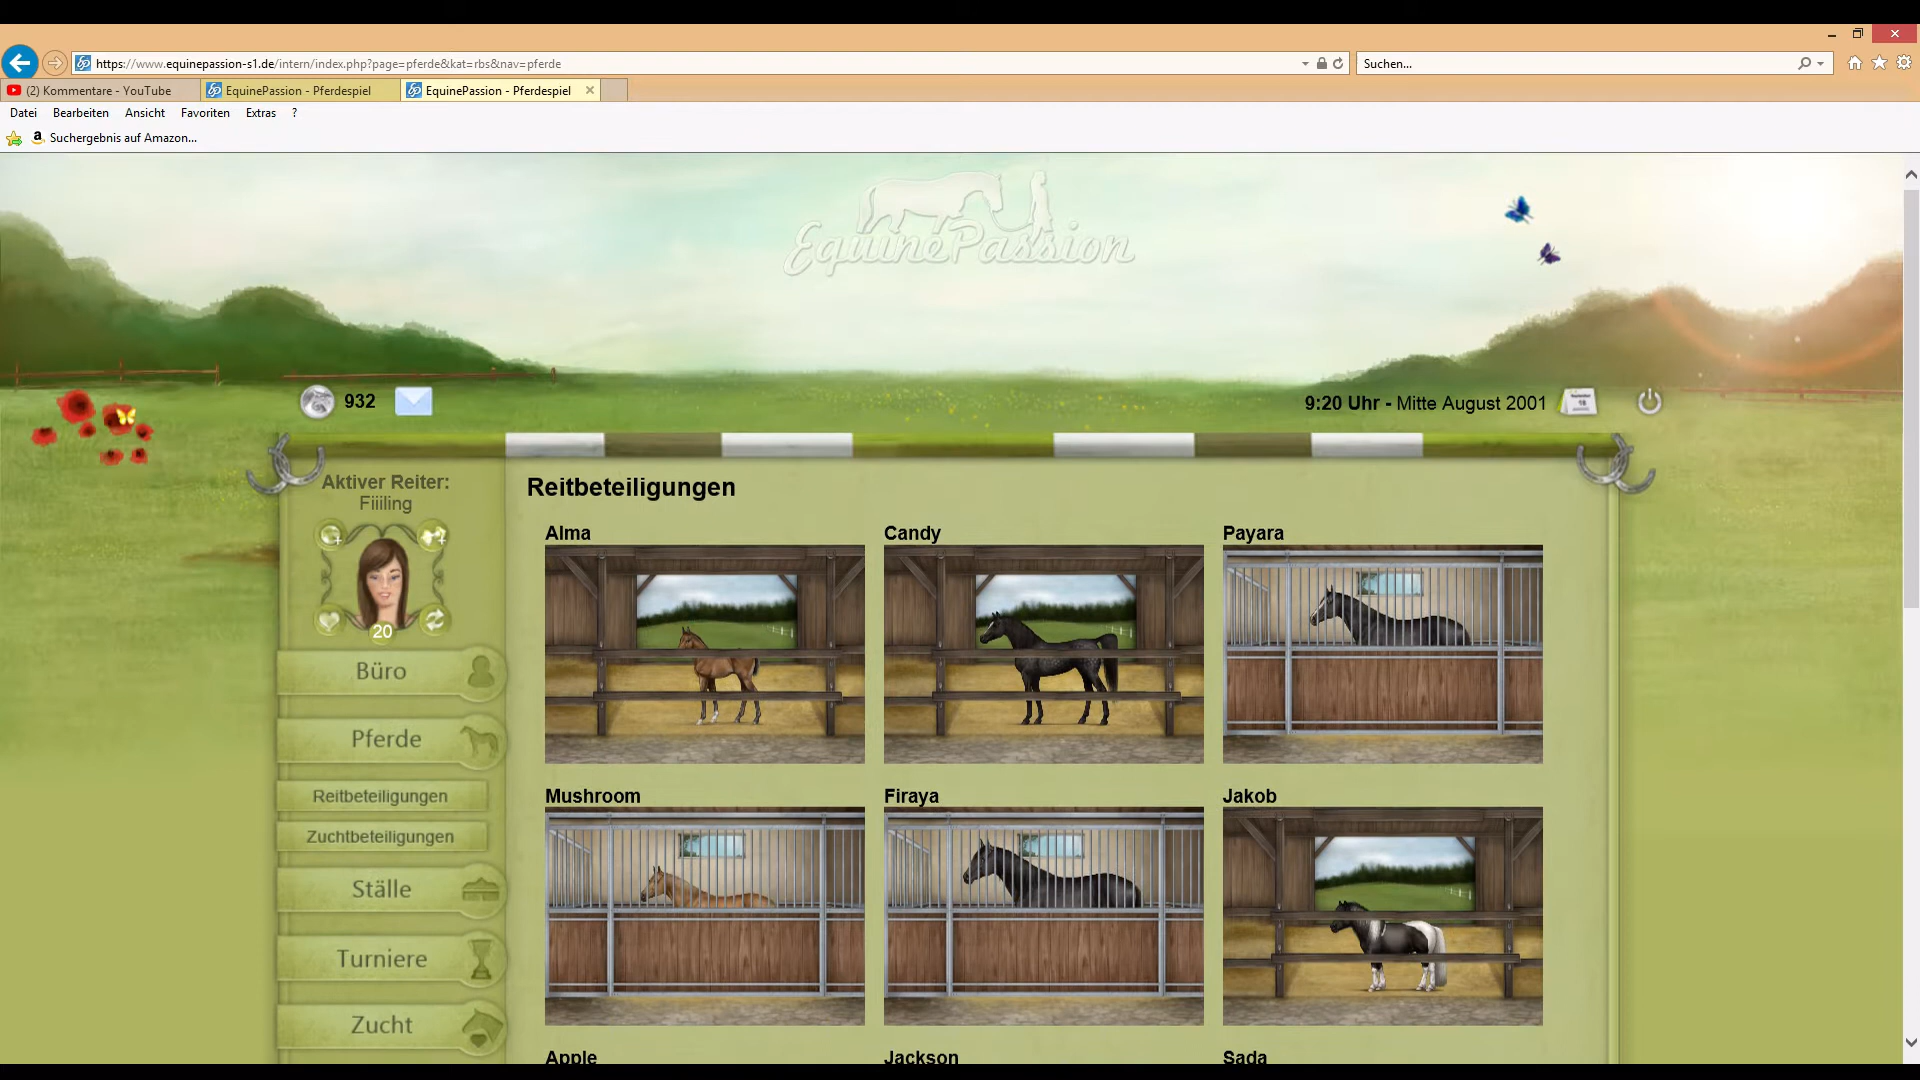 https://www.equinepassion-s1.de/intern/index.php?page=pferde&kat=rbs&nav=pferde
Suchen...
(2) Kommentare - YouTube
EquinePassion - Pferdespiel
EquinePassion - Pferdespiel
Datei Bearbeiten Ansicht Favoriten Extras ?
Suchergebnis auf Amazon...
EquinePassion
932
9:20 Uhr - Mitte August 2001
Aktiver Reiter:
Fiiiling
20
Büro
Pferde
Reitbeteiligungen
Zuchtbeteiligungen
Ställe
Turniere
Zucht
Reitbeteiligungen
Alma
Candy
Payara
Mushroom
Firaya
Jakob
Apple
Jackson
Sada